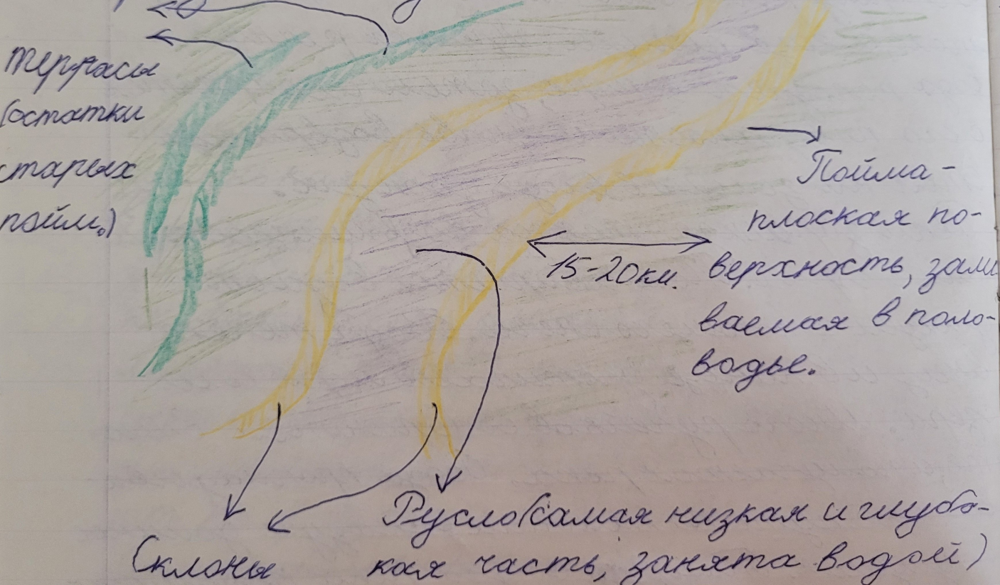 террасы
(остатки
старых
пойм.)
Пойма -
плоская по-
верхность, зали
ваемая в поло-
водье.
15-20км.
Русло (самая низкая и глубо-
кая часть, занята водой)
Склоны